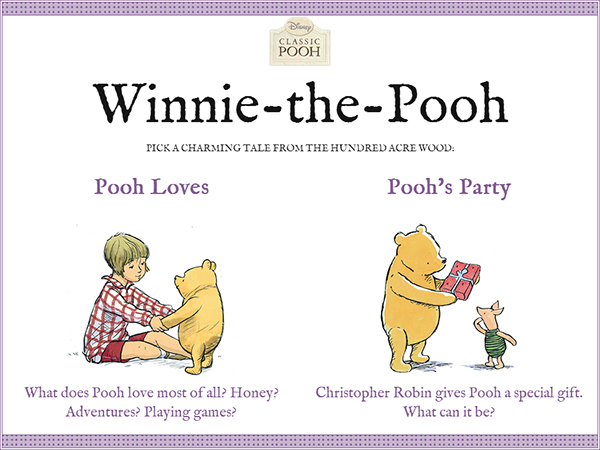 Disney
CLASSIC
POOH
Winnie-the-Pooh
PICK A CHARMING TALE FROM THE HUNDRED ACRE WOOD:
Pooh Loves
Pooh's Party
What does Pooh love most of all? Honey?
Adventures? Playing games?
Christopher Robin gives Pooh a special gift.
What can it be?